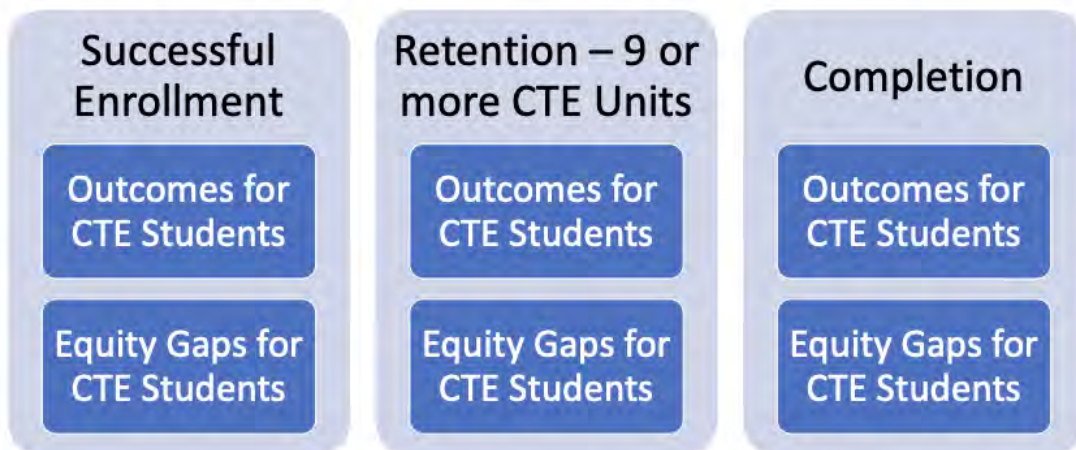 Successful
Enrollment
Outcomes for
CTE Students
Equity Gaps for
CTE Students
Retention – 9 or
more CTE Units
Outcomes for
CTE Students
Equity Gaps for
CTE Students
Completion
Outcomes for
CTE Students
Equity Gaps for
CTE Students